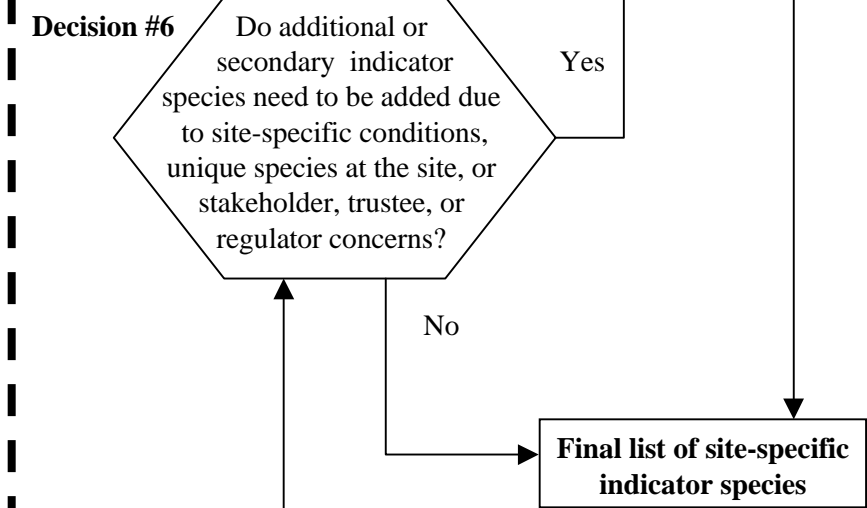 Decision #6
Do additional or
secondary indicator
species need to be added due
to site-specific conditions,
unique species at the site, or
stakeholder, trustee, or
regulator concerns?
Yes
No
Final list of site-specific
indicator species